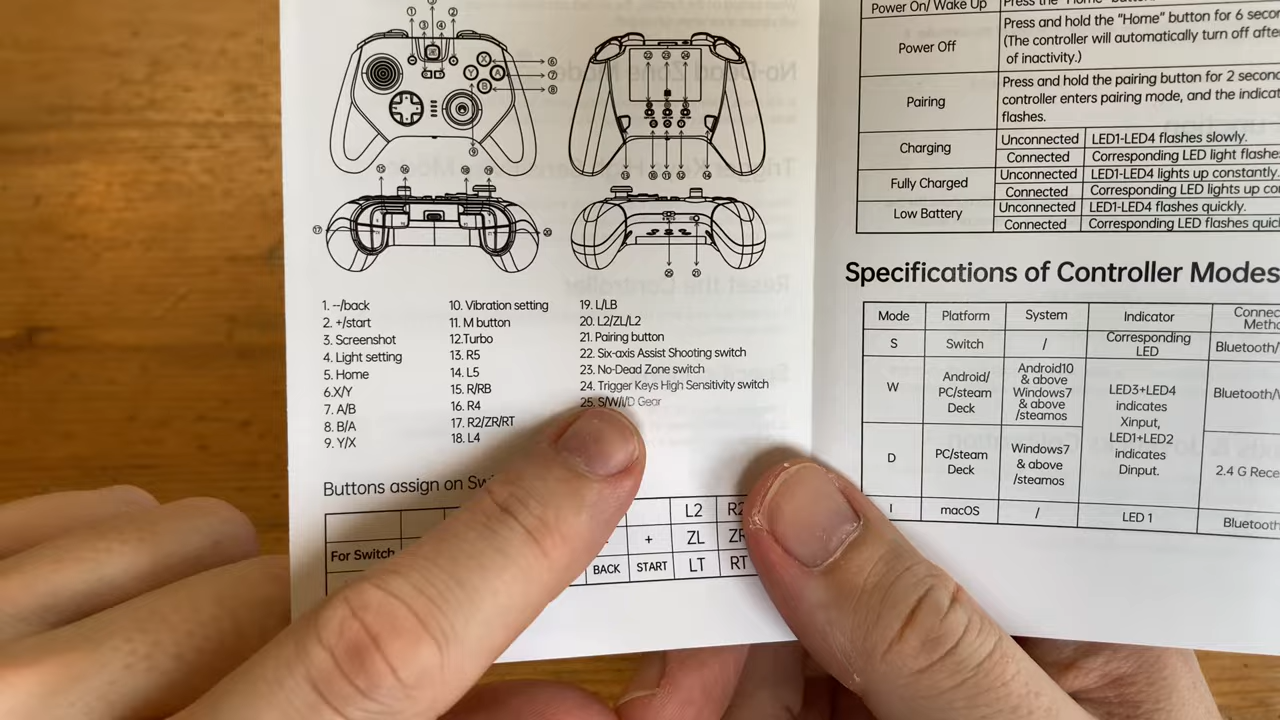 1. --/back
2. +/start
3. Screenshot
4. Light setting
5. Home
6.X/Y
7. A/B
8. B/A
9. Y/X
10. Vibration setting
11. M button
12.Turbo
13. R5
14. L5
15. R/RB
16. R4
17. R2/ZR/RT
18. L4
19. L/LB
20. L2/ZL/L2
21. Pairing button
22. Six-axis Assist Shooting switch
23. No-Dead Zone switch
24. Trigger Keys High Sensitivity switch
25. S/W/I/D Gear
Buttons assign on
L2
For Switch
+ ZL
BACK START LT RT
Power On/ Wake Up
Press the "Home" button
Power Off
Press and hold the "Home" button for 6
(The controller will automatically turn off
of inactivity.)
Pairing
Press and hold the pairing button for 2
controller enters pairing mode, and the
flashes.
Charging
Unconnected LED1-LED4 flashes slowly.
Connected Corresponding LED light
Fully Charged
Unconnected LED1-LED4 lights up constantly.
Connected Corresponding LED lights up
Low Battery
Unconnected LED1-LED4 flashes quickly.
Connected Corresponding LED flashes
Specifications of Controller Modes
Mode Platform System Indicator
S Switch / Corresponding
LED
Bluetooth/
W
Android/
PC/steam
Deck
Android10
& above
Windows7
& above
/steamos
LED3+LED4
indicates
Xinput,
LED1+LED2
indicates
Dinput.
Bluetooth/
D
PC/steam
Deck
Windows7
& above
/steamos
2.4 G
I macOS / LED 1 Bluetooth